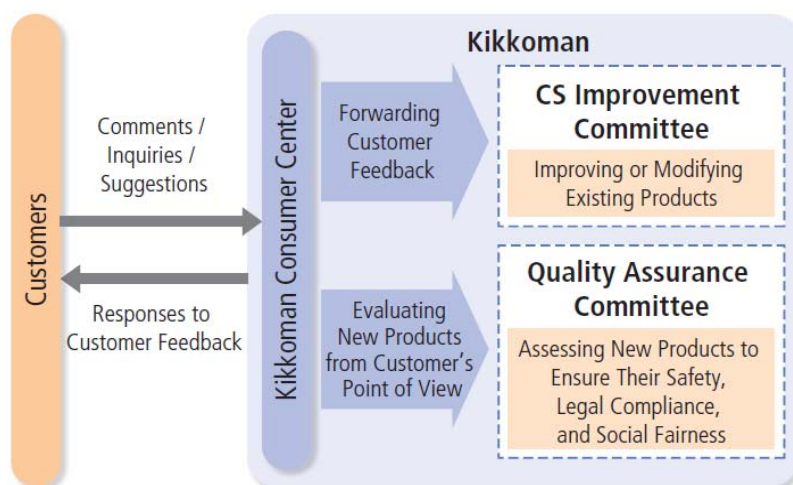 Kikkoman
Customers
Comments /
Inquiries /
Suggestions
Responses to
Customer Feedback
Kikkoman Consumer Center
Forwarding
Customer
Feedback
CS Improvement
Committee
Improving or Modifying
Existing Products
Evaluating
New Products
from Customer’s
Point of View
Quality Assurance
Committee
Assessing New Products to
Ensure Their Safety,
Legal Compliance,
and Social Fairness